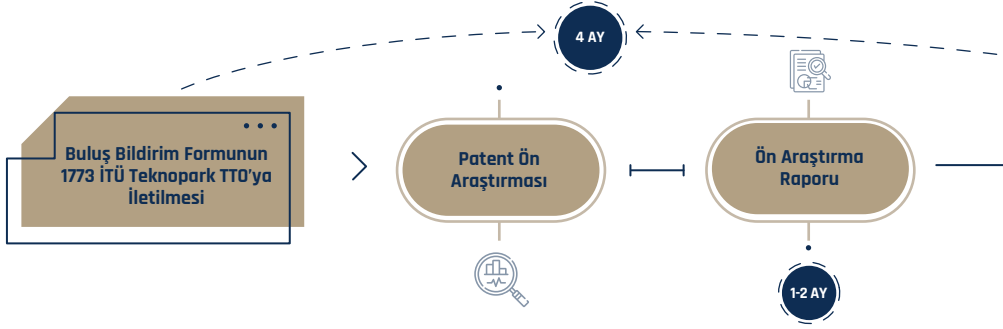 4 AY
Buluş Bildirim Formunun
1773 İTÜ Teknopark TTO'ya
İletilmesi
Patent Ön
Araştırması
Ön Araştırma
Raporu
1-2 AY